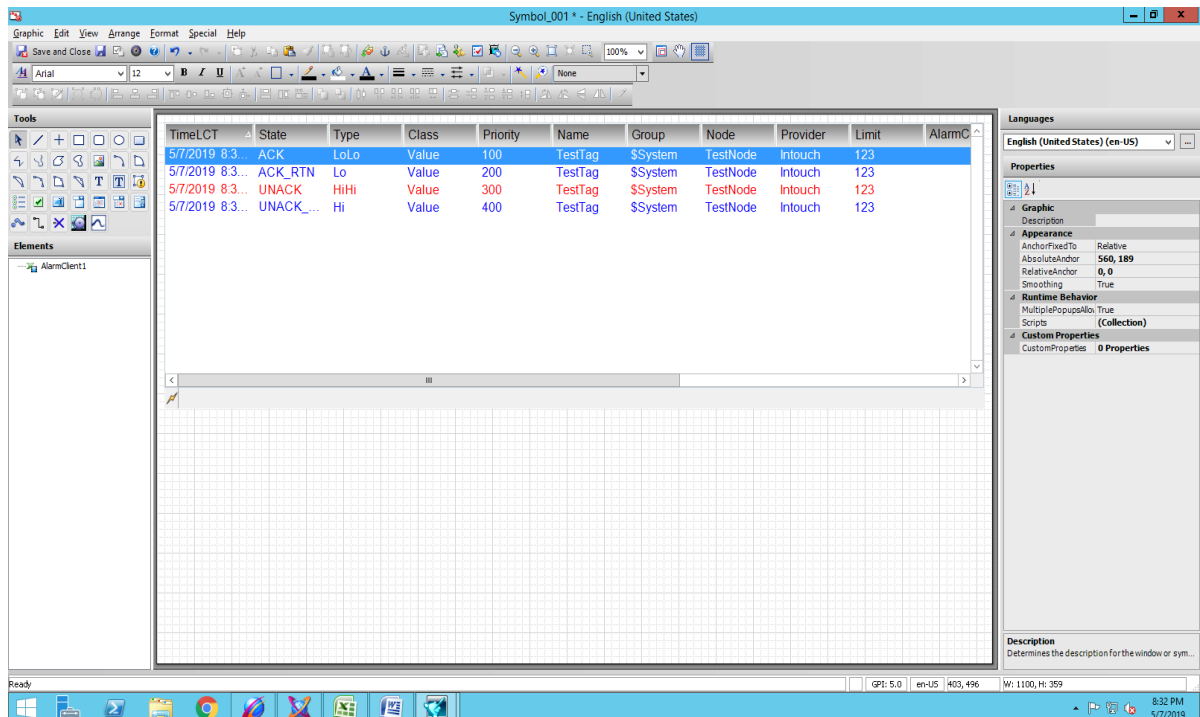 Symbol_001 * - English (United States)
Graphic Edit View Arrange Format Special Help
Save and Close 100%
Arial 12 B I U None
Tools
Elements
AlarmClient1
TimeLCT State Type Class Priority Name Group Node Provider Limit AlarmC
5/7/2019 8:3... ACK LoLo Value 100 TestTag $System TestNode Intouch 123
5/7/2019 8:3... ACK_RTN Lo Value 200 TestTag $System TestNode Intouch 123
5/7/2019 8:3... UNACK HiHi Value 300 TestTag $System TestNode Intouch 123
5/7/2019 8:3... UNACK_... Hi Value 400 TestTag $System TestNode Intouch 123
Languages
English (United States) (en-US) ...
Properties
Graphic
Description
Appearance
AnchorFixedTo Relative
AbsoluteAnchor 560, 189
RelativeAnchor 0, 0
Smoothing True
Runtime Behavior
MultiplePopupsAllov True
Scripts (Collection)
Custom Properties
CustomProperties 0 Properties
Description
Determines the description for the window or sym...
Ready GPI: 5.0 en-US 403, 496 W: 1100, H: 359
8:32 PM
5/7/2019